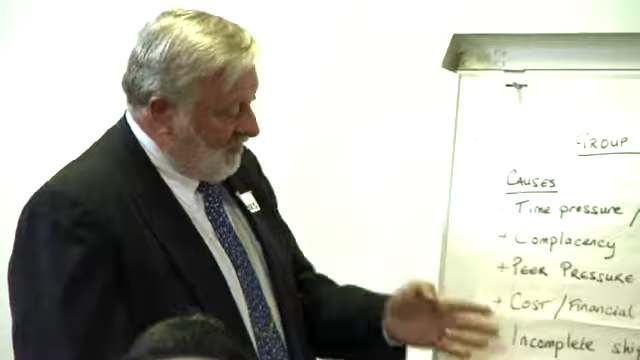 GROUP
CAUSES
Time pressure /
+ Complacency
+ PEER PRESSURE
+ COST / Financial
Incomplete